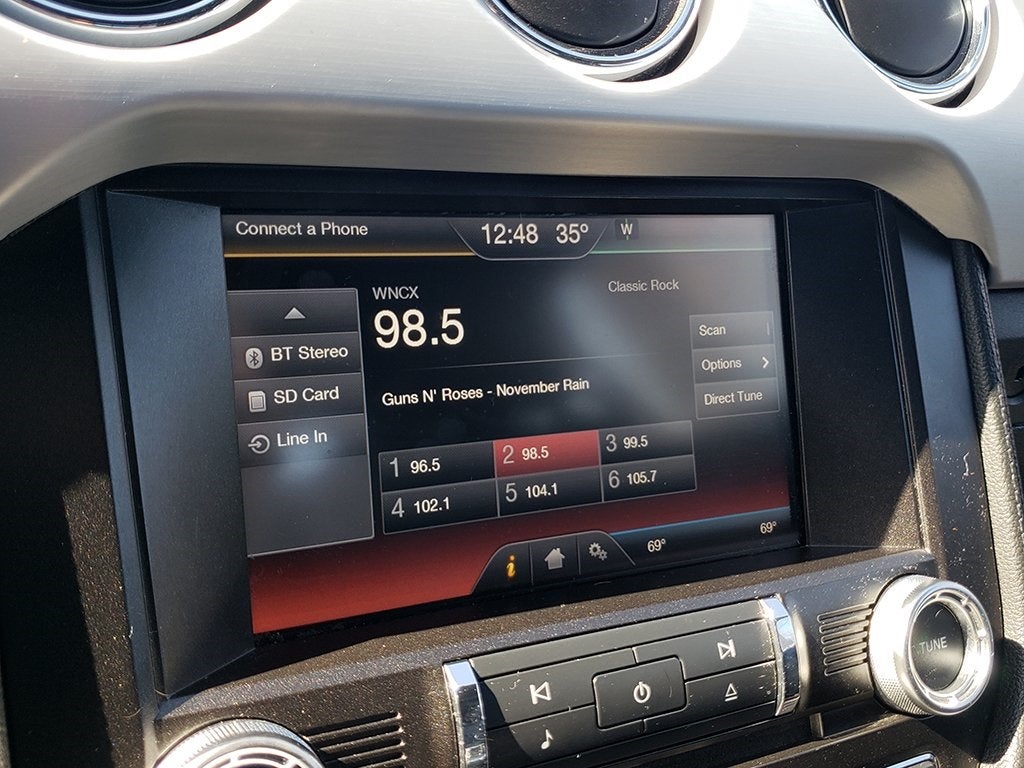 Connect a Phone
12:48 35° W
WNCX
Classic Rock
98.5
Scan
BT Stereo
Options
SD Card
Guns N' Roses - November Rain
Direct Tune
Line In
1 96.5
2 98.5
3 99.5
4 102.1
5 104.1
6 105.7
i
69°
69°
TUNE